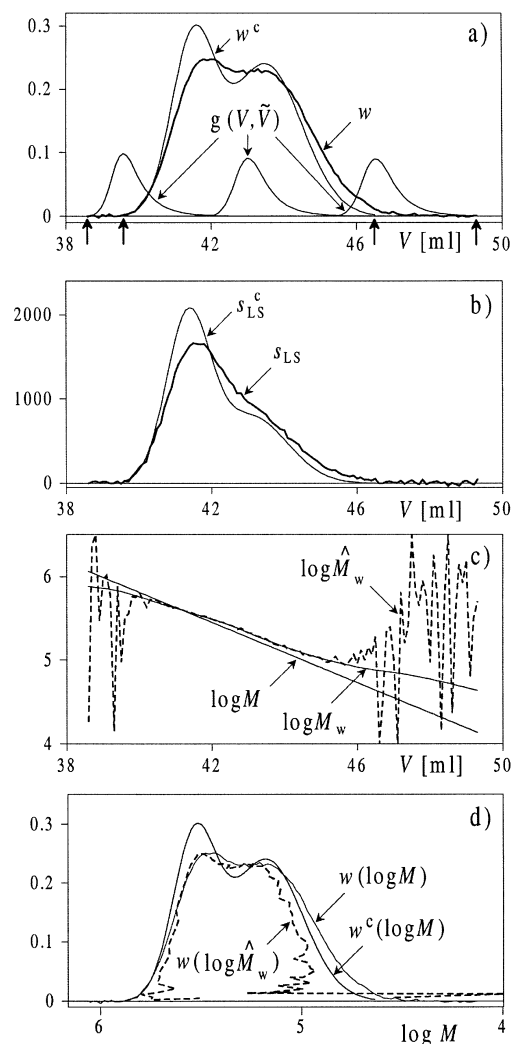 a)
0.3
0.2
0.1
0
w^c
w
g (V, Ṽ)
38
42
46
50
V [ml]
b)
2000
1000
0
s_LS^c
s_LS
38
42
46
50
V [ml]
c)
6
5
4
log M̂_w
log M
log M_w
38
42
46
50
V [ml]
d)
0.3
0.2
0.1
0
w (log M)
w^c (log M)
w (log M̂_w)
6
5
4
log M